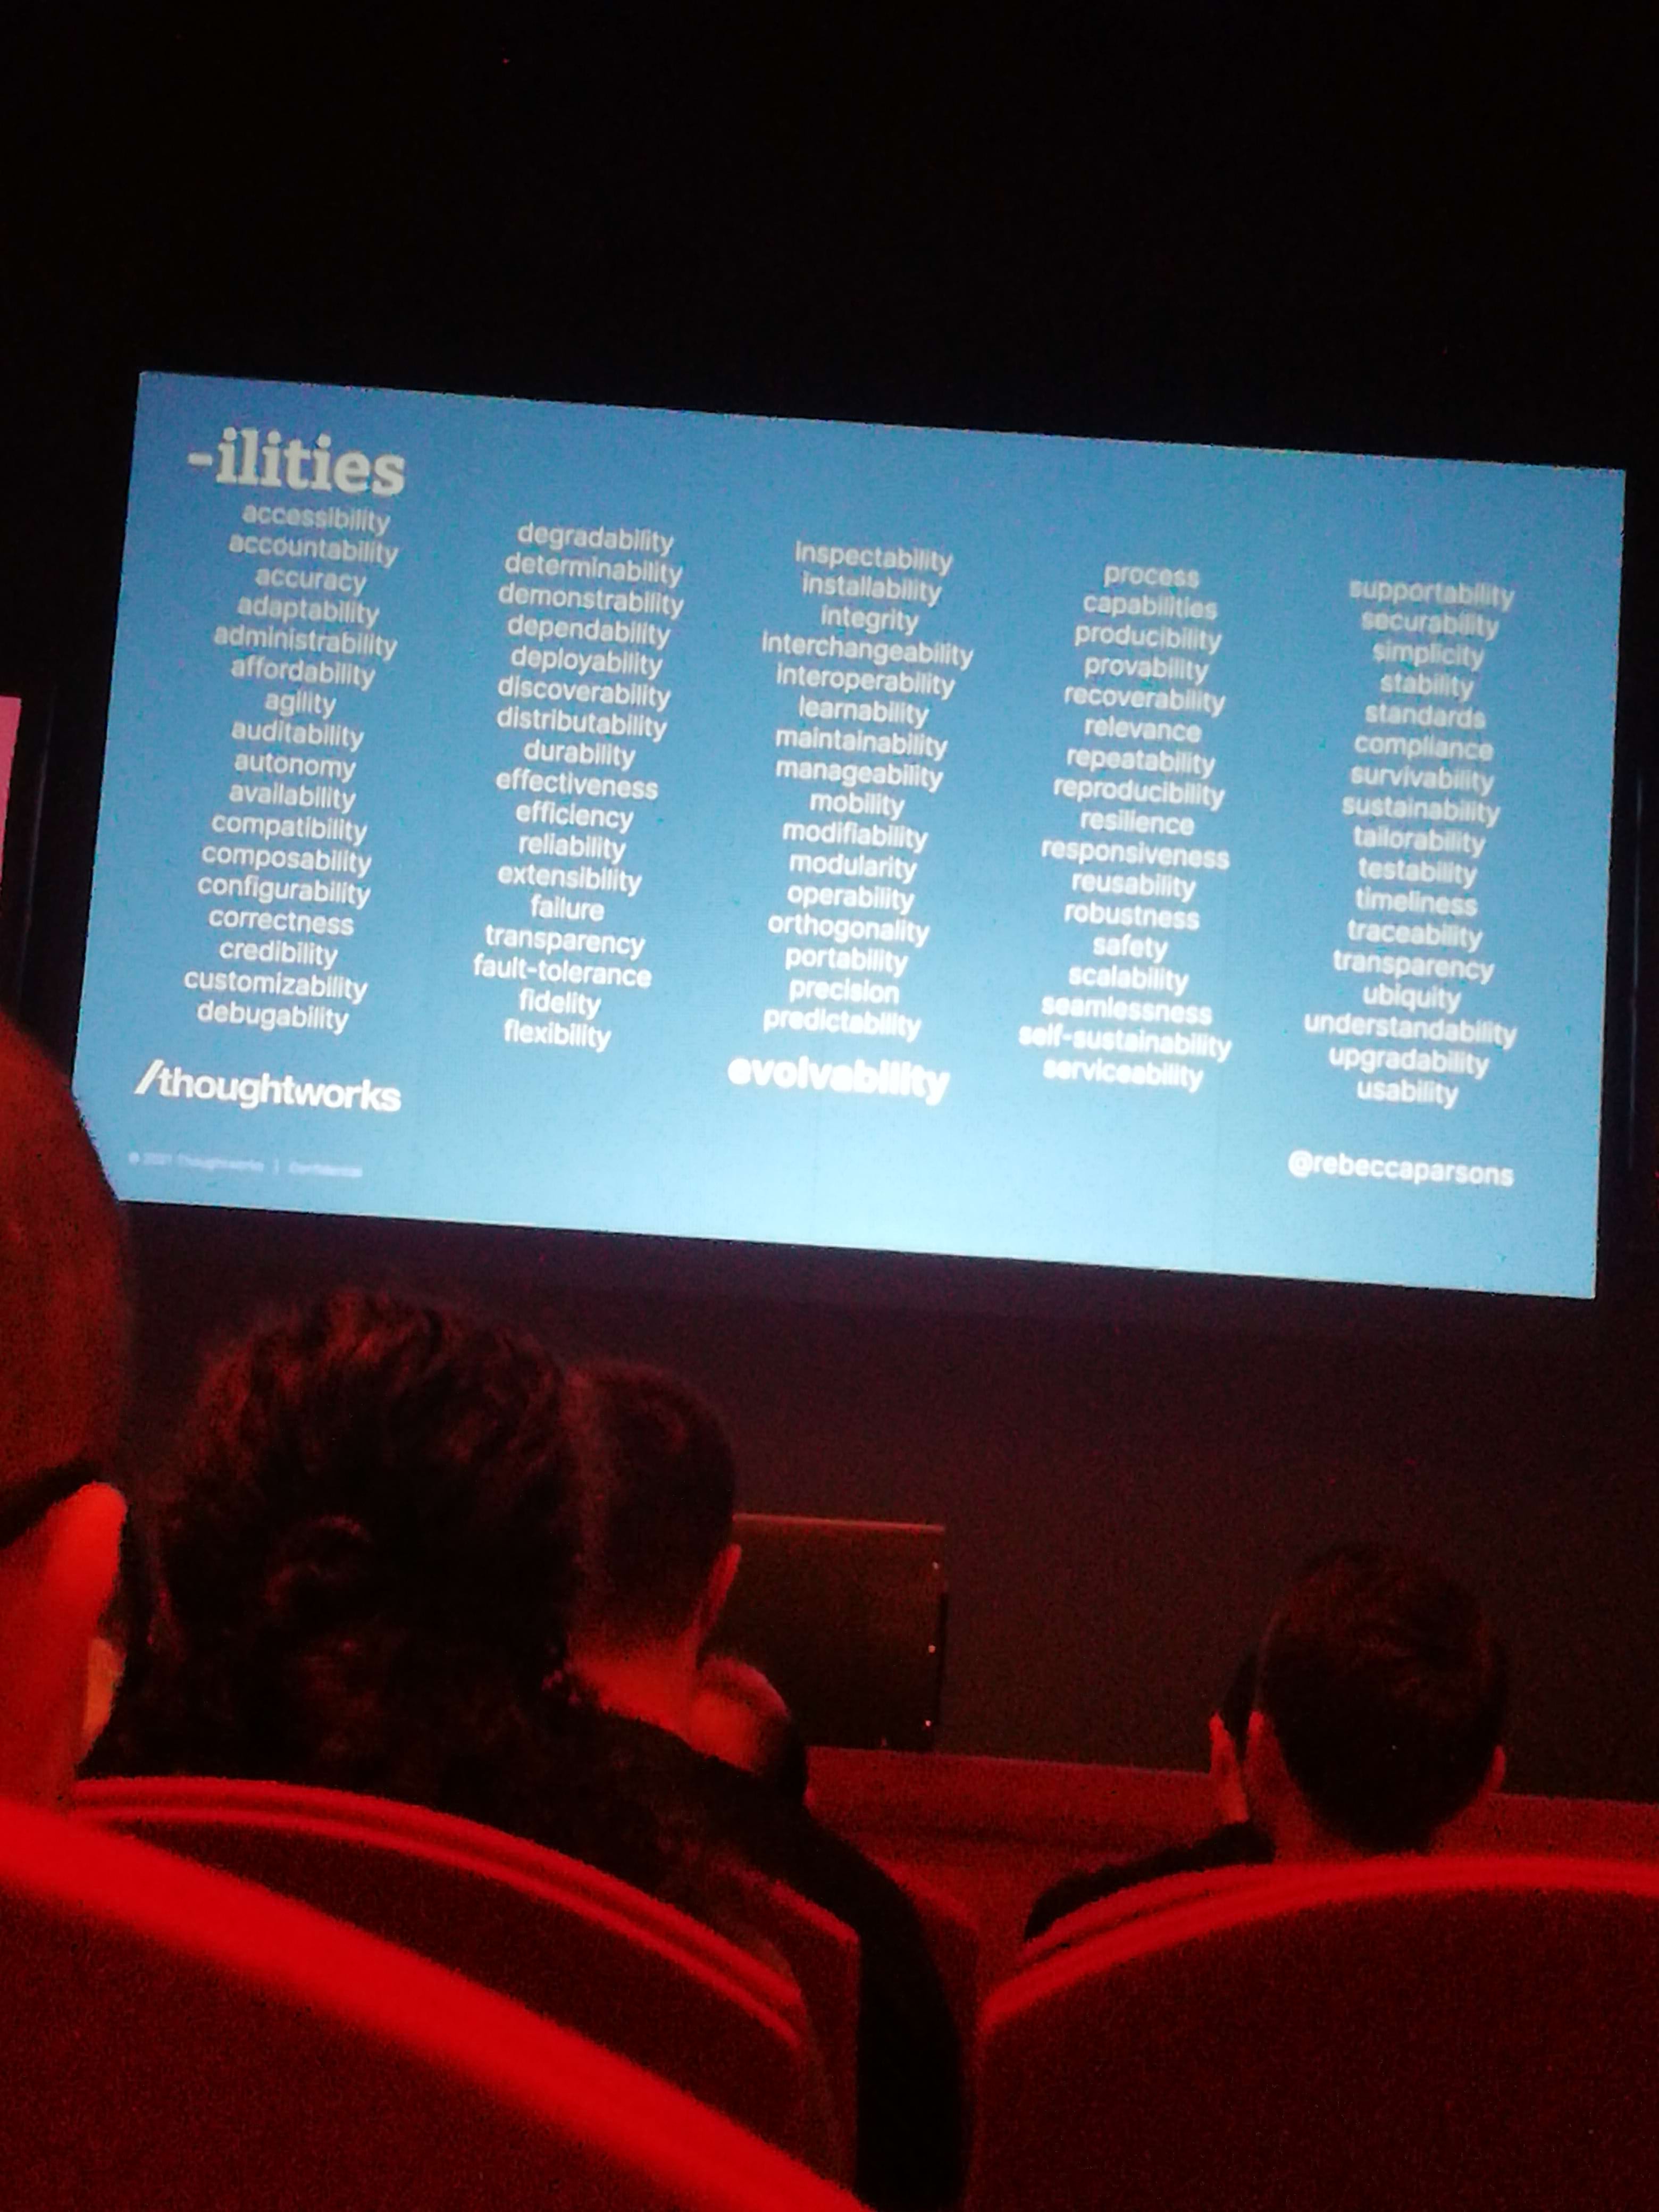 -ilities
accessibility
accountability
accuracy
adaptability
administrability
affordability
agility
auditability
autonomy
availability
compatibility
composability
configurability
correctness
credibility
customizability
debugability
degradability
determinability
demonstrability
dependability
deployability
discoverability
distributability
durability
effectiveness
efficiency
reliability
extensibility
failure
transparency
fault-tolerance
fidelity
flexibility
inspectability
installability
integrity
interchangeability
interoperability
learnability
maintainability
manageability
mobility
modifiability
modularity
operability
orthogonality
portability
precision
predictability
evolvability
process
capabilities
producibility
provability
recoverability
relevance
repeatability
reproducibility
resilience
responsiveness
reusability
robustness
safety
scalability
seamlessness
self-sustainability
serviceability
supportability
securability
simplicity
stability
standards
compliance
survivability
sustainability
tailorability
testability
timeliness
traceability
transparency
ubiquity
understandability
upgradability
usability
/thoughtworks
© 2021 Thoughtworks | Confidential
@rebeccaparsons